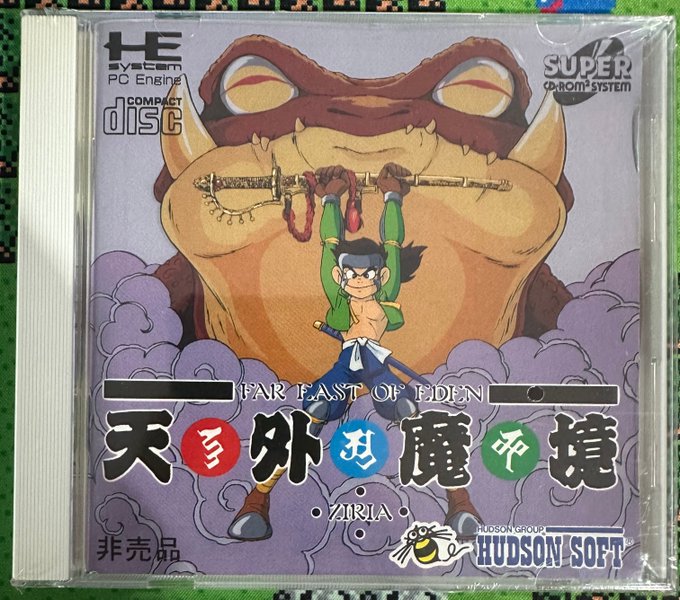 HE
system
PC Engine
COMPACT
disc
SUPER
CD-ROM² SYSTEM
FAR EAST OF EDEN
天外魔境
・ZIRIA・
非売品
HUDSON GROUP
HUDSON SOFT